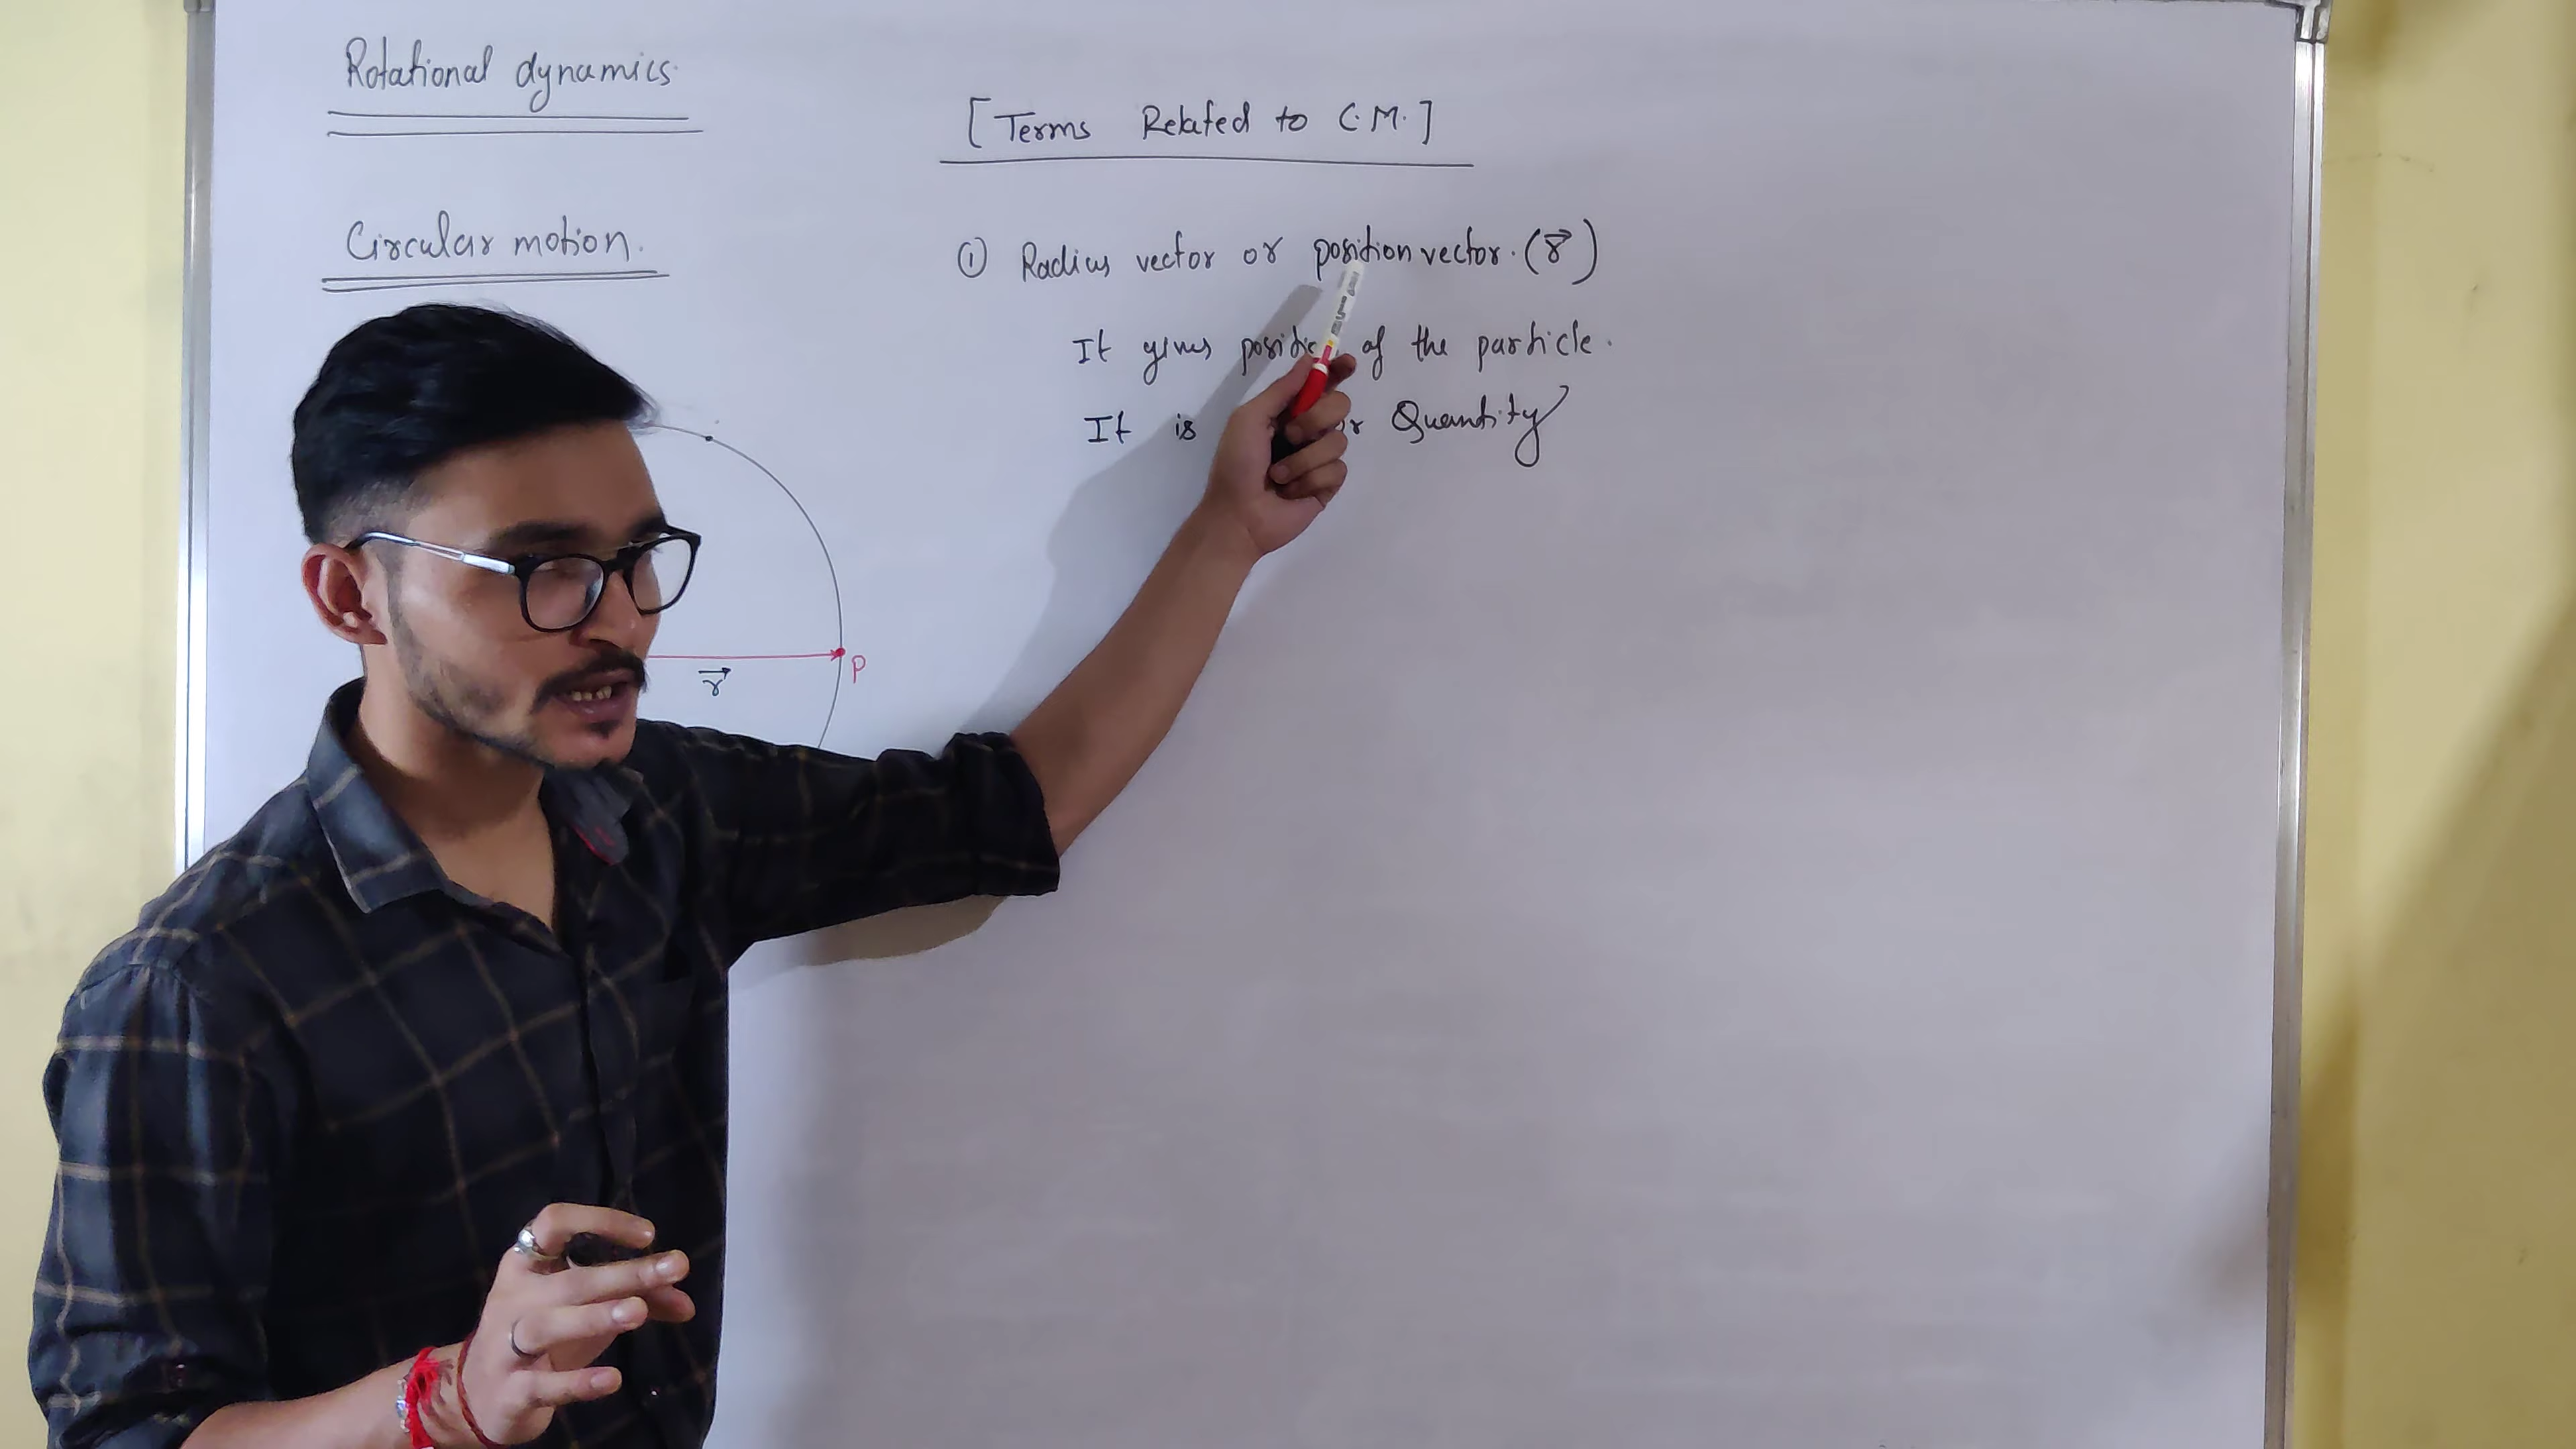 Rotational dynamics.
Circular motion.
r
P
[Terms Related to C.M.]
① Radius vector or position vector. (r⃗)
It gives of the particle.
It is Quantity